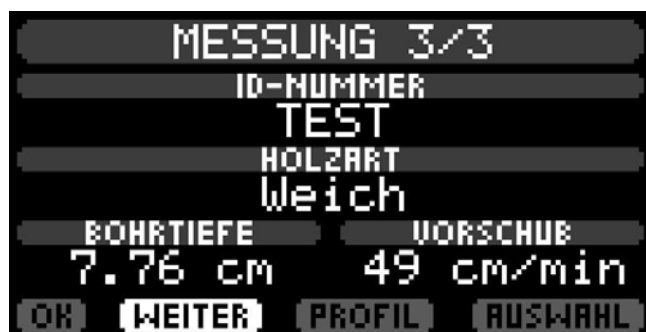 MESSUNG 3/3
ID-NUMMER
TEST
HOLZART
Weich
BOHRTIEFE VORSCHUB
7.76 cm 49 cm/min
OK WEITER PROFIL AUSWAHL